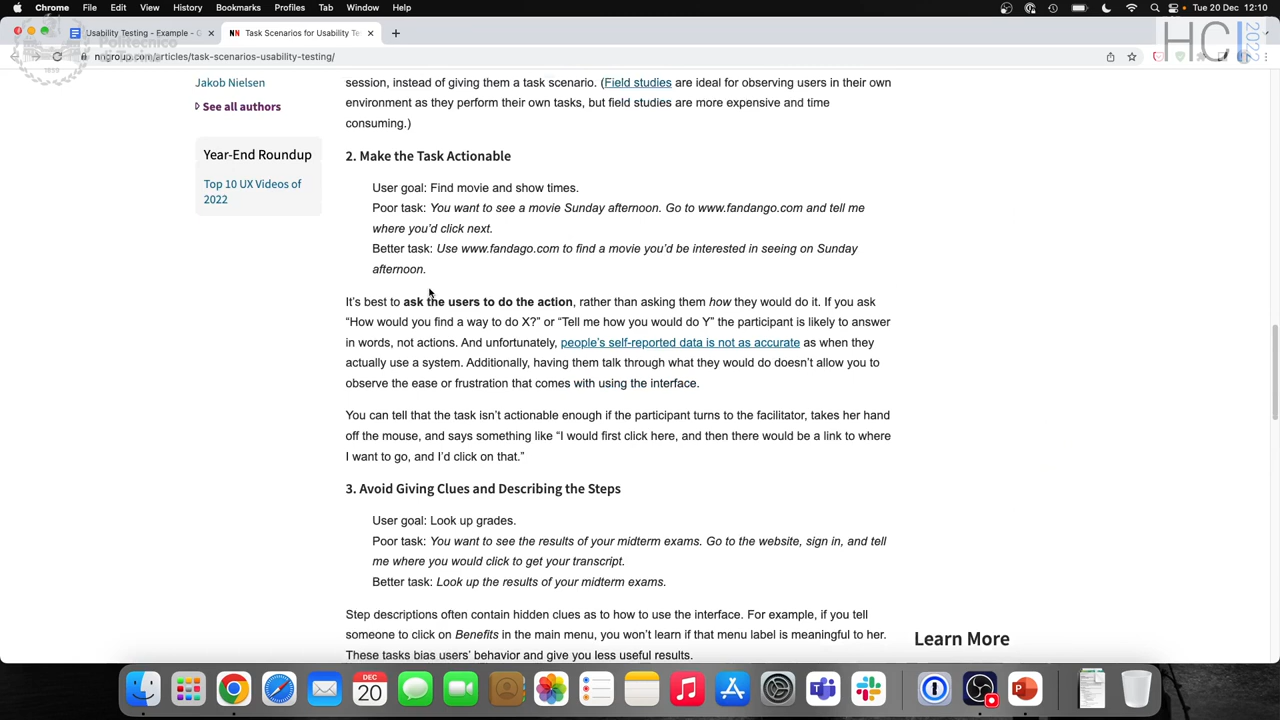 Chrome File Edit View History Bookmarks Profiles Tab Window Help
Tue 20 Dec 12:10
Usability Testing - Example - G
Task Scenarios for Usability Te
Politecnico
di Torino
1859
HCI
2022
nngroup.com/articles/task-scenarios-usability-testing/
Jakob Nielsen
See all authors
Year-End Roundup
Top 10 UX Videos of
2022
session, instead of giving them a task scenario. (Field studies are ideal for observing users in their own
environment as they perform their own tasks, but field studies are more expensive and time
consuming.)
2. Make the Task Actionable
User goal: Find movie and show times.
Poor task: You want to see a movie Sunday afternoon. Go to www.fandango.com and tell me
where you’d click next.
Better task: Use www.fandago.com to find a movie you’d be interested in seeing on Sunday
afternoon.
It’s best to ask the users to do the action, rather than asking them how they would do it. If you ask
“How would you find a way to do X?” or “Tell me how you would do Y” the participant is likely to answer
in words, not actions. And unfortunately, people’s self-reported data is not as accurate as when they
actually use a system. Additionally, having them talk through what they would do doesn’t allow you to
observe the ease or frustration that comes with using the interface.
You can tell that the task isn’t actionable enough if the participant turns to the facilitator, takes her hand
off the mouse, and says something like “I would first click here, and then there would be a link to where
I want to go, and I’d click on that.”
3. Avoid Giving Clues and Describing the Steps
User goal: Look up grades.
Poor task: You want to see the results of your midterm exams. Go to the website, sign in, and tell
me where you would click to get your transcript.
Better task: Look up the results of your midterm exams.
Step descriptions often contain hidden clues as to how to use the interface. For example, if you tell
someone to click on Benefits in the main menu, you won’t learn if that menu label is meaningful to her.
These tasks bias users’ behavior and give you less useful results.
Learn More
DEC
20